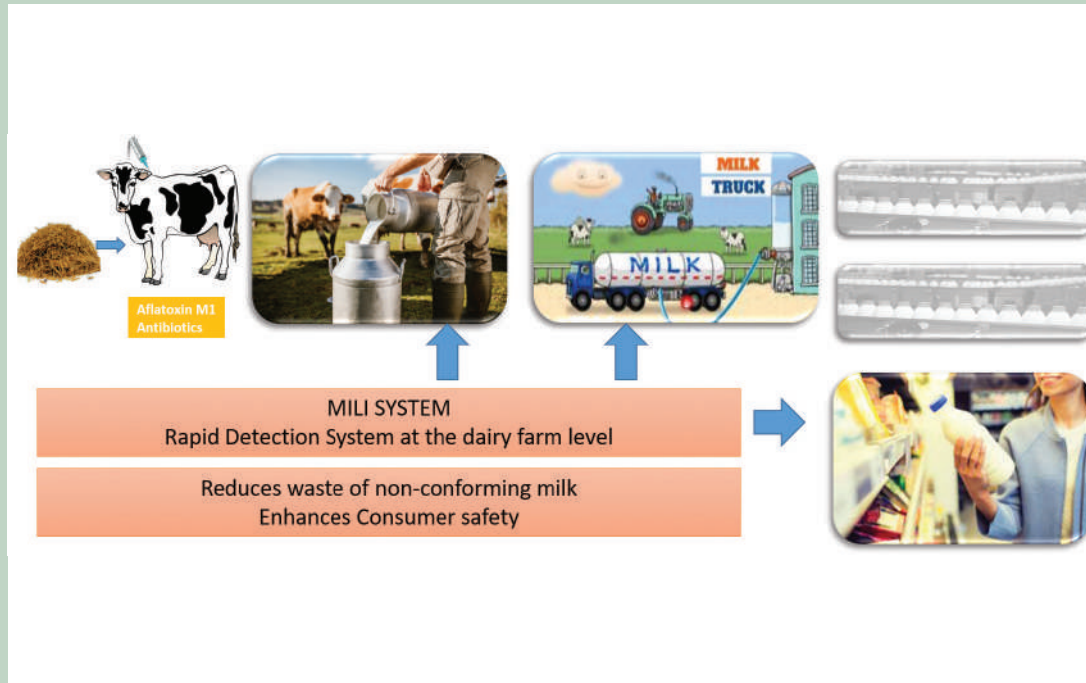 MILK
TRUCK
MILK
Aflatoxin M1
Antibiotics
MILI SYSTEM
Rapid Detection System at the dairy farm level
Reduces waste of non-conforming milk
Enhances Consumer safety